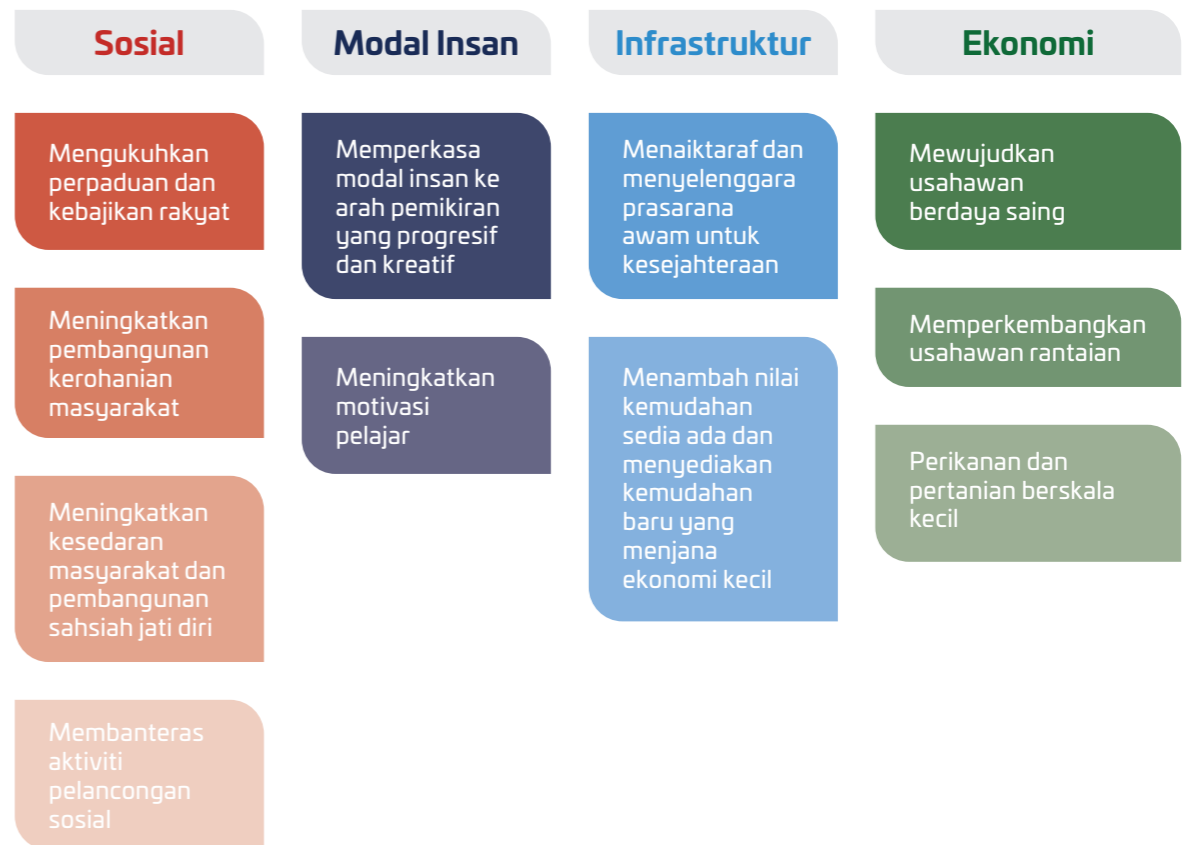 Sosial
Mengukuhkan
perpaduan dan
kebajikan rakyat
Meningkatkan
pembangunan
kerohanian
masyarakat
Meningkatkan
kesedaran
masyarakat dan
pembangunan
sahsiah jati diri
Membanteras
aktiviti
pelancongan
sosial
Modal Insan
Memperkasa
modal insan ke
arah pemikiran
yang progresif
dan kreatif
Meningkatkan
motivasi
pelajar
Infrastruktur
Menaiktaraf dan
menyelenggara
prasarana
awam untuk
kesejahteraan
Menambah nilai
kemudahan
sedia ada dan
menyediakan
kemudahan
baru yang
menjana
ekonomi kecil
Ekonomi
Mewujudkan
usahawan
berdaya saing
Memperkembangkan
usahawan rantaian
Perikanan dan
pertanian berskala
kecil